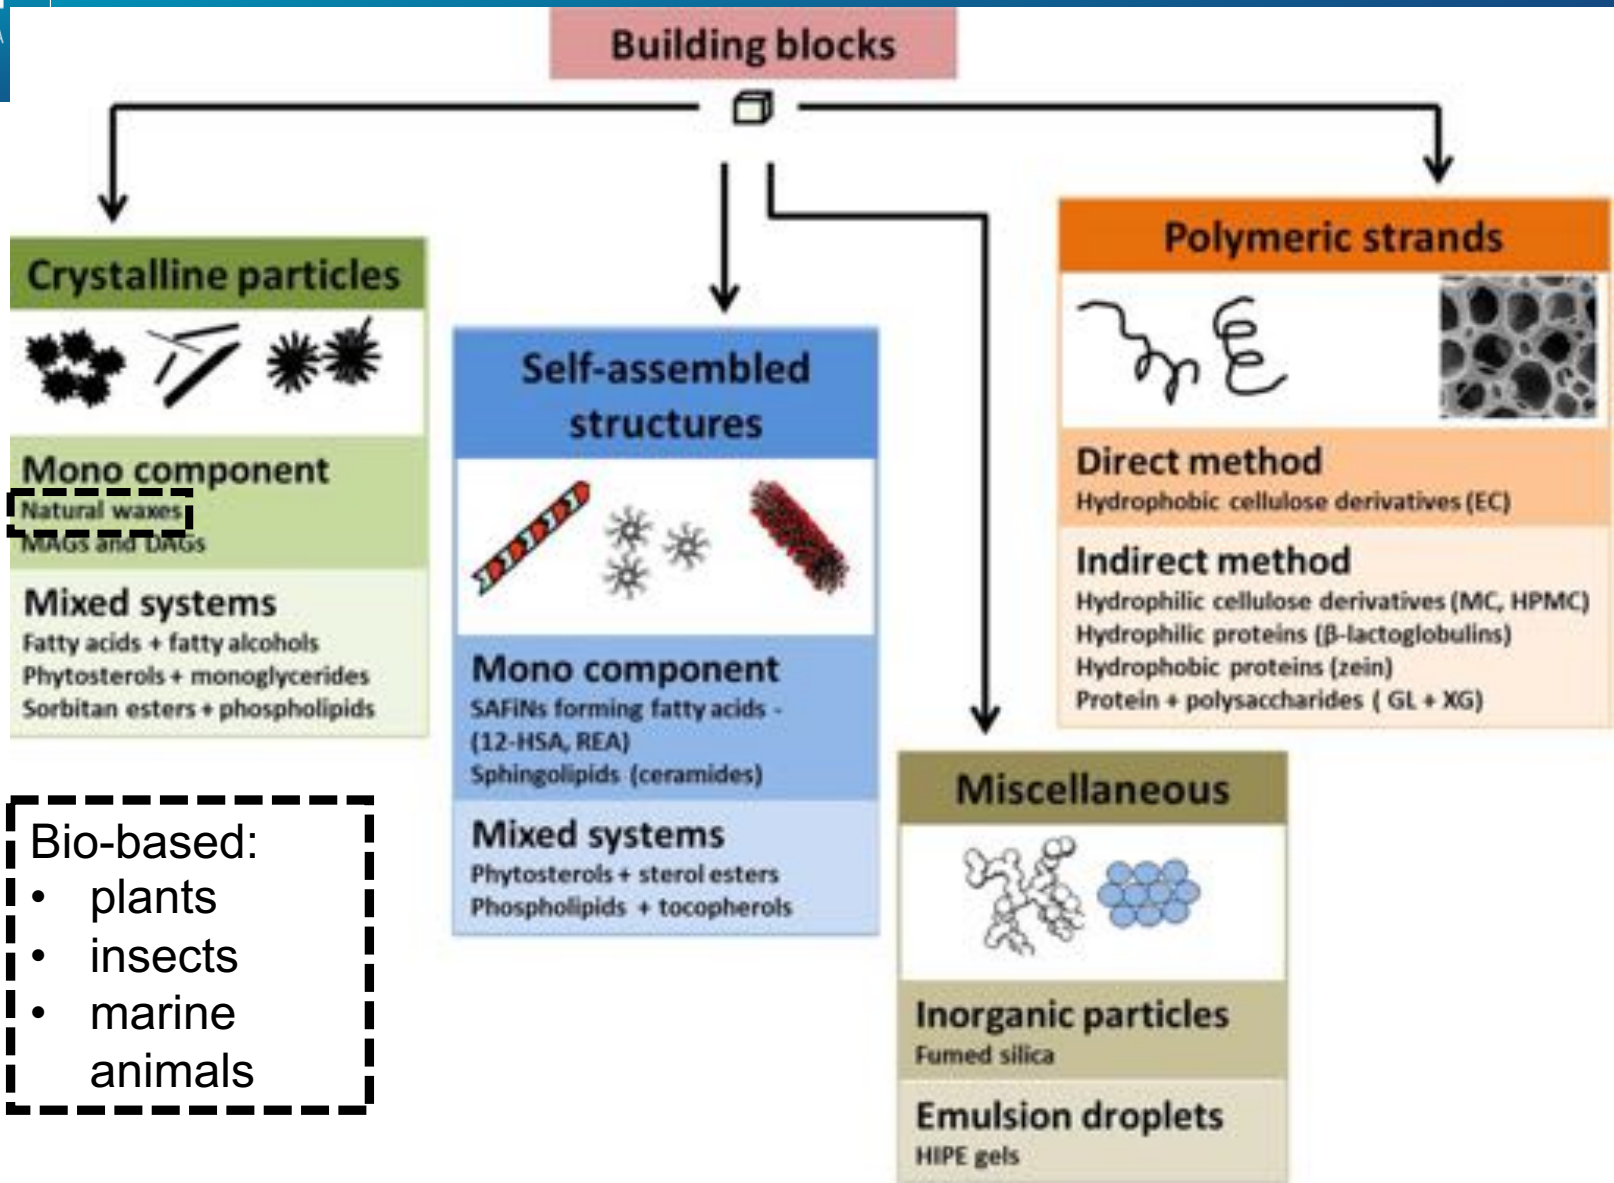 Building blocks
Crystalline particles
Mono component
Natural waxes
MAGs and DAGs
Mixed systems
Fatty acids + fatty alcohols
Phytosterols + monoglycerides
Sorbitan esters + phospholipids
Bio-based:
• plants
• insects
• marine
animals
Self-assembled
structures
Mono component
SAFiNs forming fatty acids -
(12-HSA, REA)
Sphingolipids (ceramides)
Mixed systems
Phytosterols + sterol esters
Phospholipids + tocopherols
Miscellaneous
Inorganic particles
Fumed silica
Emulsion droplets
HIPE gels
Polymeric strands
Direct method
Hydrophobic cellulose derivatives (EC)
Indirect method
Hydrophilic cellulose derivatives (MC, HPMC)
Hydrophilic proteins (β-lactoglobulins)
Hydrophobic proteins (zein)
Protein + polysaccharides ( GL + XG)